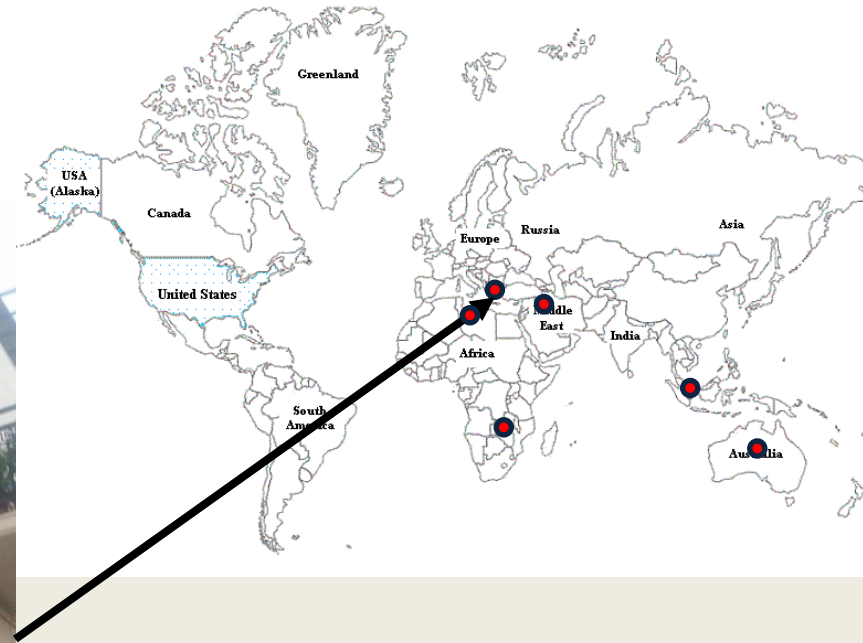 Greenland
USA
(Alaska)
Canada
Europe
Russia
Asia
United States
Middle
East
India
Africa
South
America
Australia